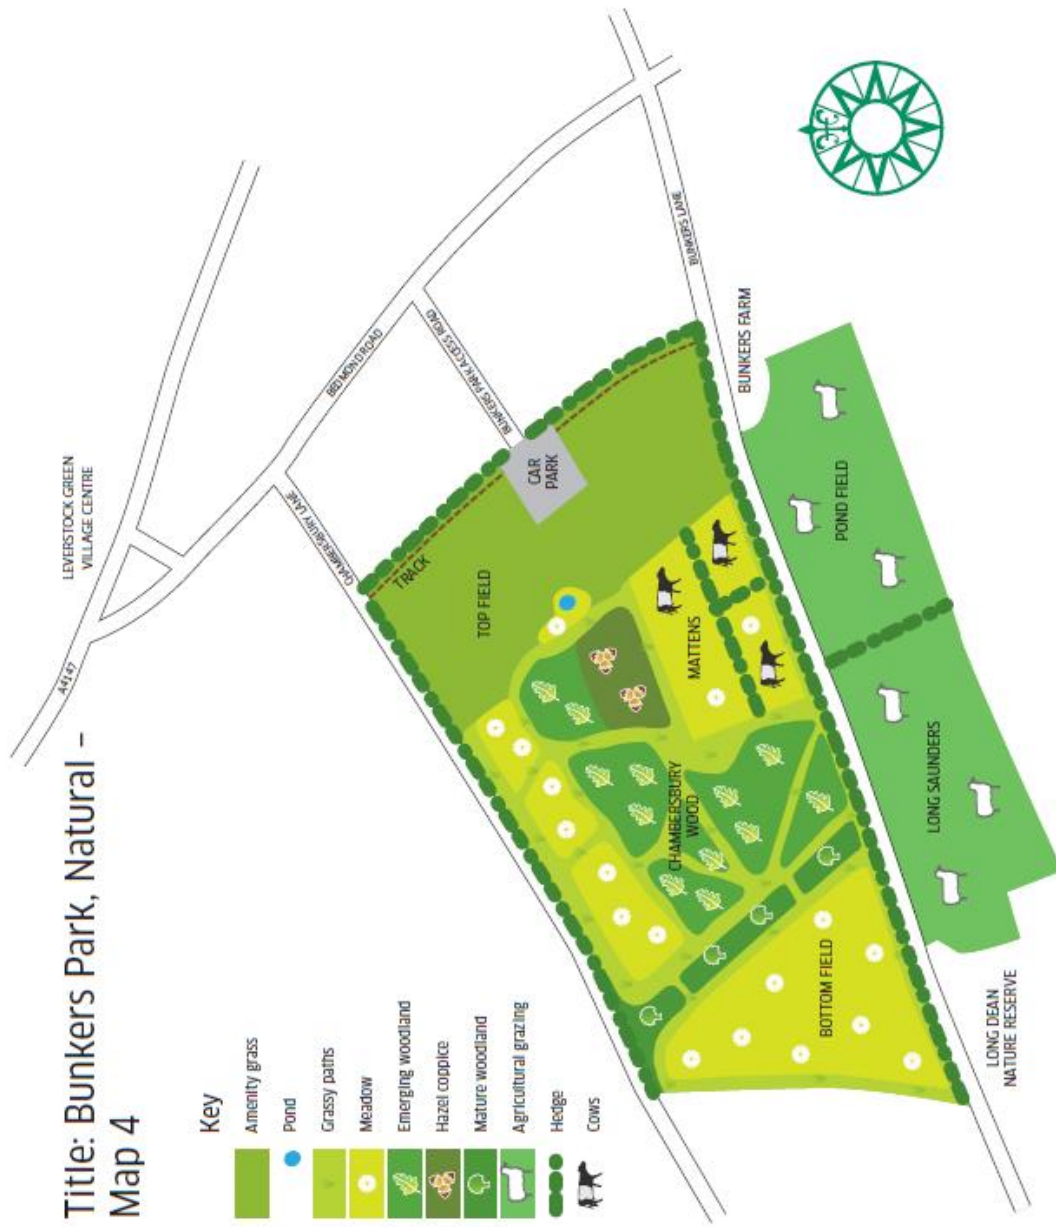 Title: Bunkers Park, Natural –
Map 4
Key
Amenity grass
Pond
Grassy paths
Meadow
Emerging woodland
Hazel coppice
Mature woodland
Agricultural grazing
Hedge
Cows
A4147
LEVERSTOCK GREEN
VILLAGE CENTRE
CHAMBERSBURY LANE
BEDMOND ROAD
BUNKERS PARK ACCESS ROAD
BUNKERS LANE
TRACK
CAR
PARK
TOP FIELD
MATTENS
CHAMBERSBURY
WOOD
BOTTOM FIELD
BUNKERS FARM
POND FIELD
LONG SAUNDERS
LONG DEAN
NATURE RESERVE